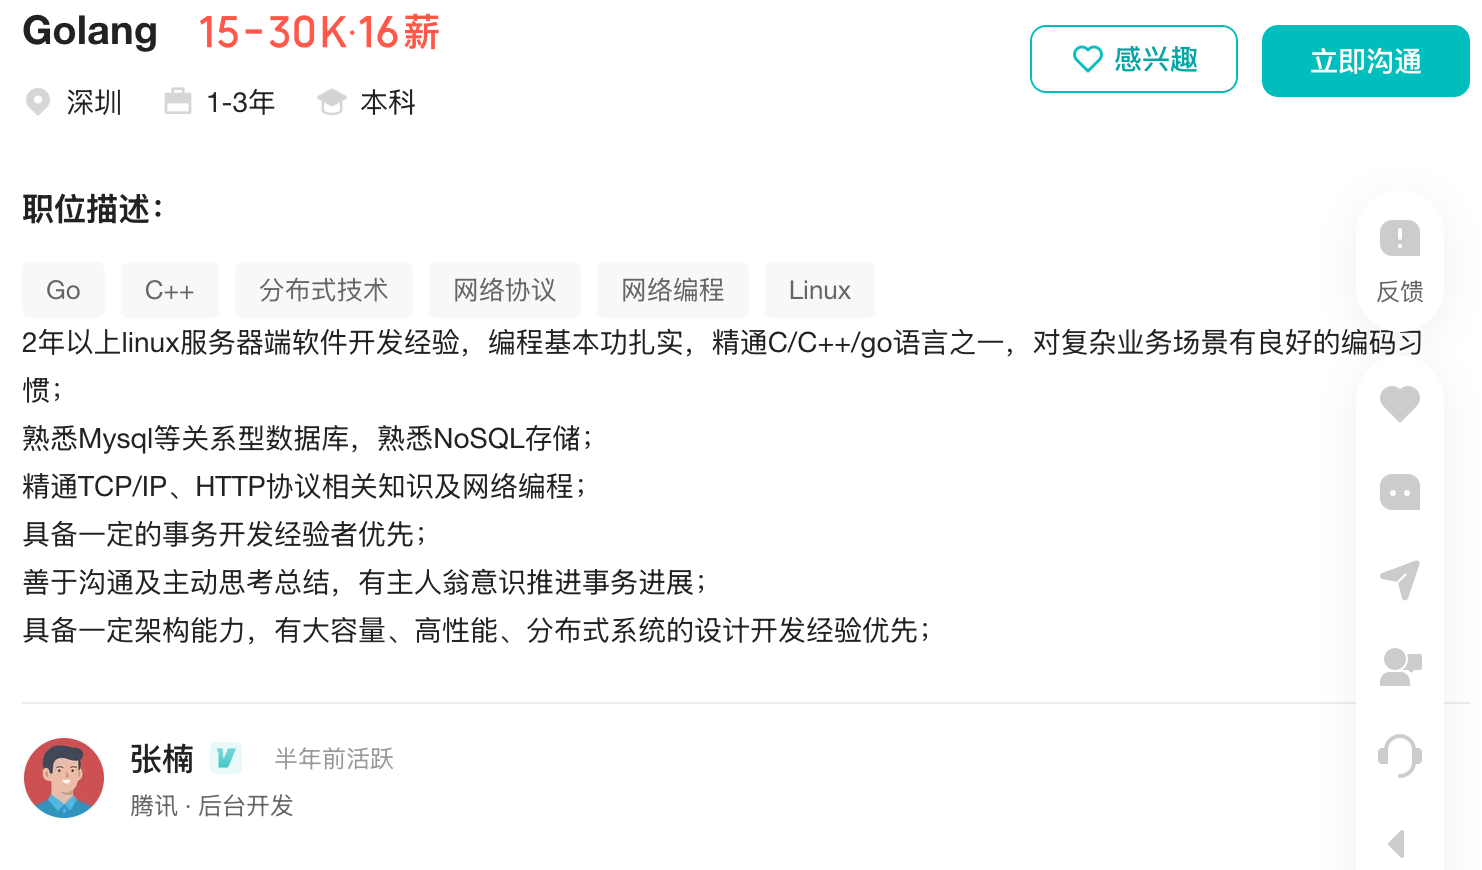 Golang 15-30K·16薪
感兴趣
立即沟通
深圳 1-3年 本科
职位描述：
Go C++ 分布式技术 网络协议 网络编程 Linux
反馈
2年以上linux服务器端软件开发经验，编程基本功扎实，精通C/C++/go语言之一，对复杂业务场景有良好的编码习
惯；
熟悉Mysql等关系型数据库，熟悉NoSQL存储；
精通TCP/IP、HTTP协议相关知识及网络编程；
具备一定的事务开发经验者优先；
善于沟通及主动思考总结，有主人翁意识推进事务进展；
具备一定架构能力，有大容量、高性能、分布式系统的设计开发经验优先；
张楠 半年前活跃
腾讯 · 后台开发